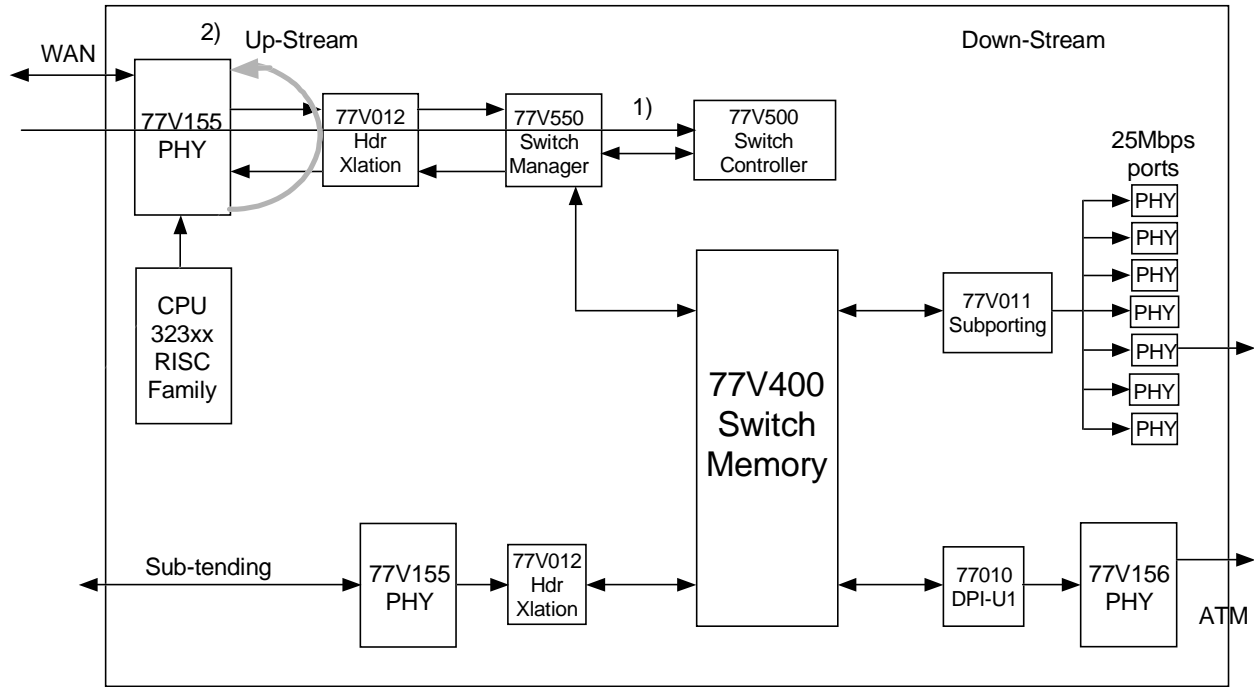 2)
Up-Stream
Down-Stream
WAN
77V155
PHY
77V012
Hdr
Xlation
77V550
Switch
Manager
1)
77V500
Switch
Controller
25Mbps
ports
PHY
PHY
PHY
PHY
PHY
PHY
PHY
CPU
323xx
RISC
Family
77V400
Switch
Memory
77V011
Subporting
Sub-tending
77V155
PHY
77V012
Hdr
Xlation
77010
DPI-U1
77V156
PHY
ATM